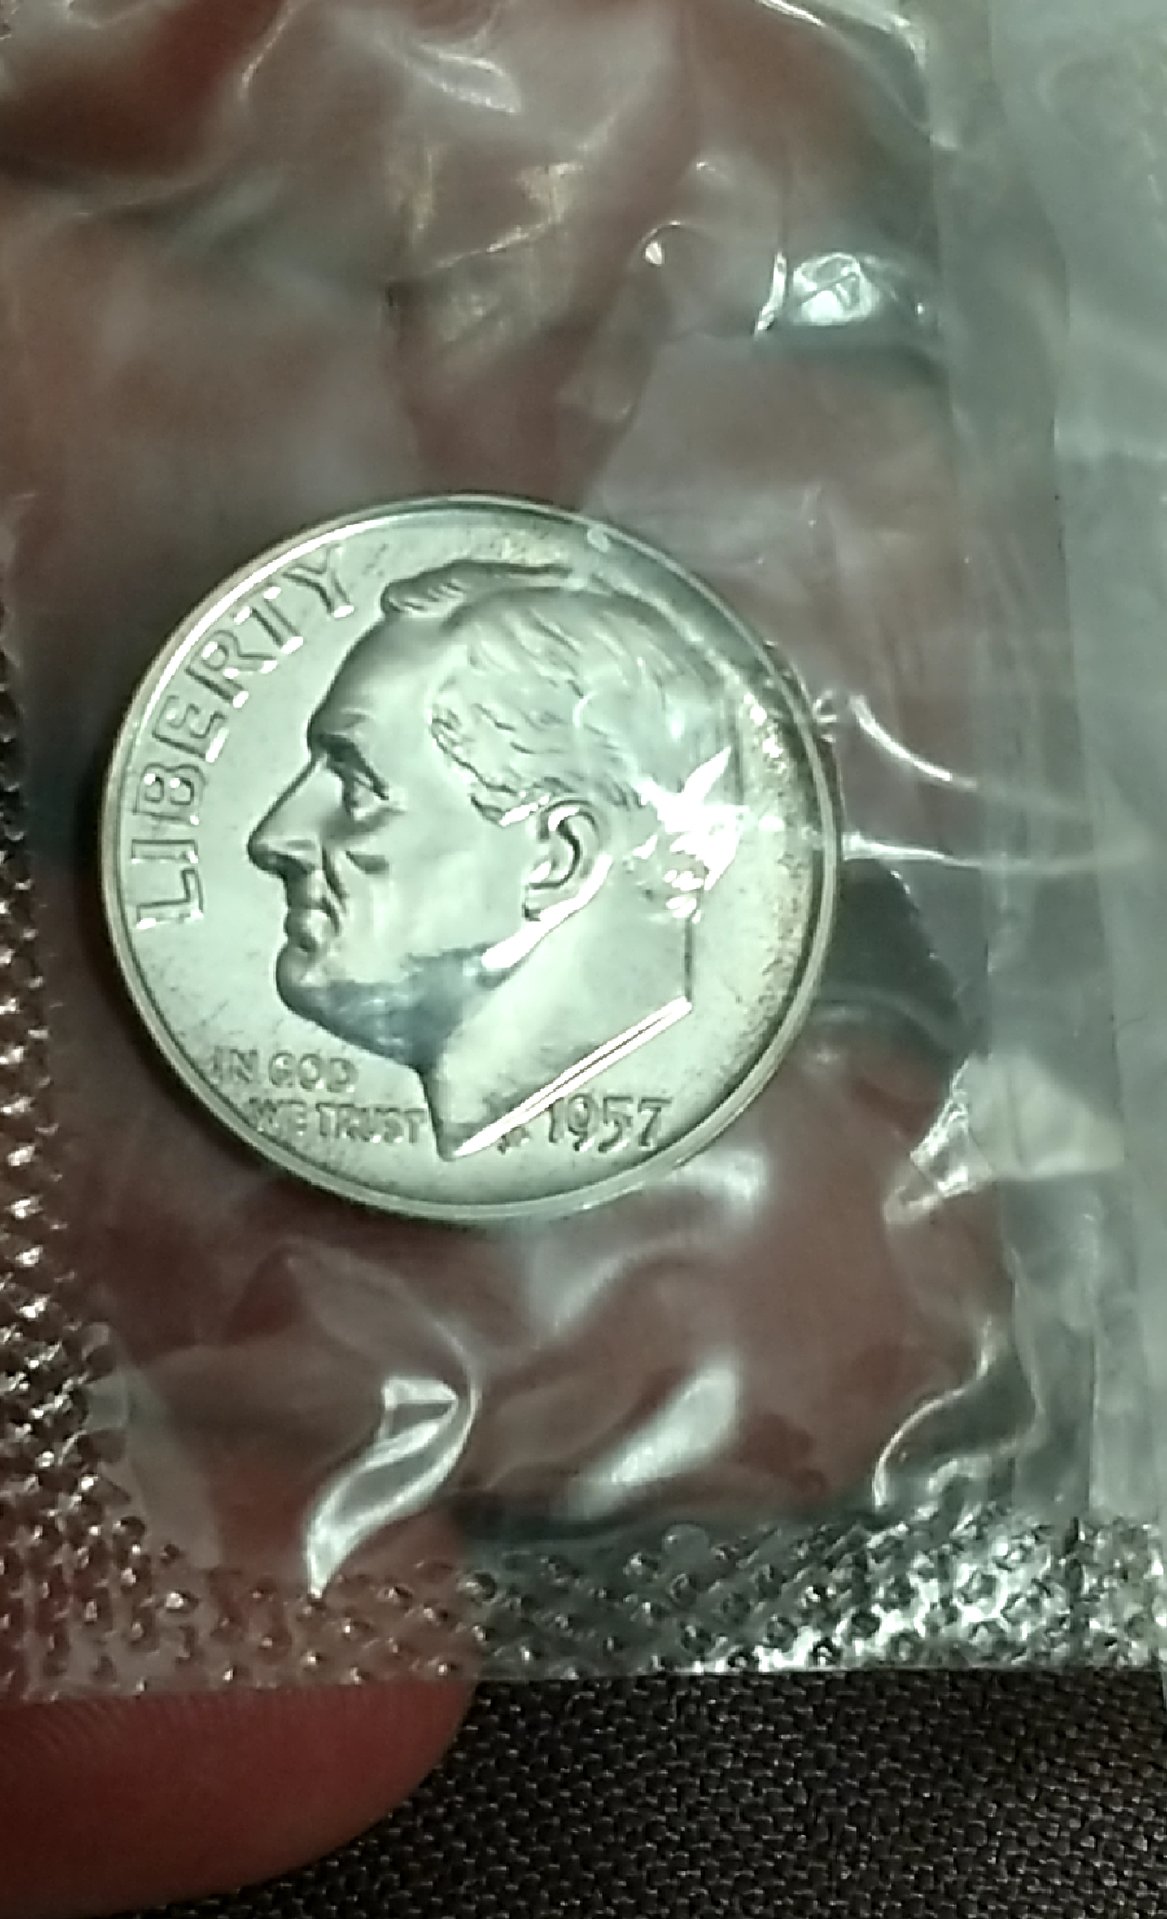 LIBERTY
IN GOD
WE TRUST
1957